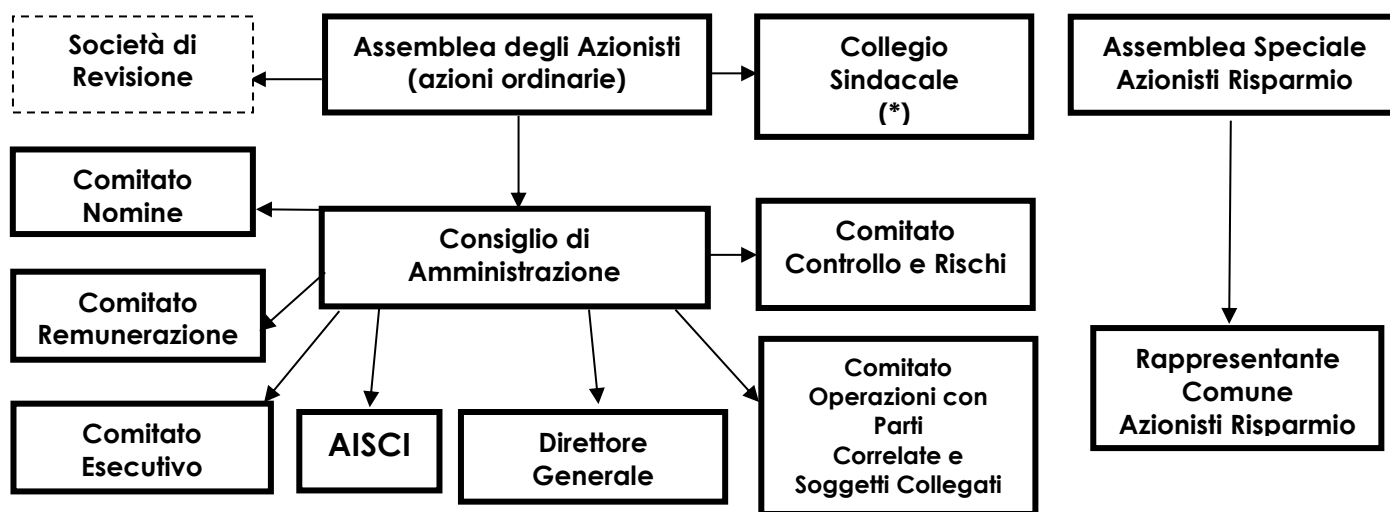 Società di
Revisione
Assemblea degli Azionisti
(azioni ordinarie)
Collegio
Sindacale
(*)
Assemblea Speciale
Azionisti Risparmio
Comitato
Nomine
Consiglio di
Amministrazione
Comitato
Controllo e Rischi
Comitato
Remunerazione
Rappresentante
Comune
Azionisti Risparmio
Comitato
Esecutivo
AISCI
Direttore
Generale
Comitato
Operazioni con
Parti
Correlate e
Soggetti Collegati